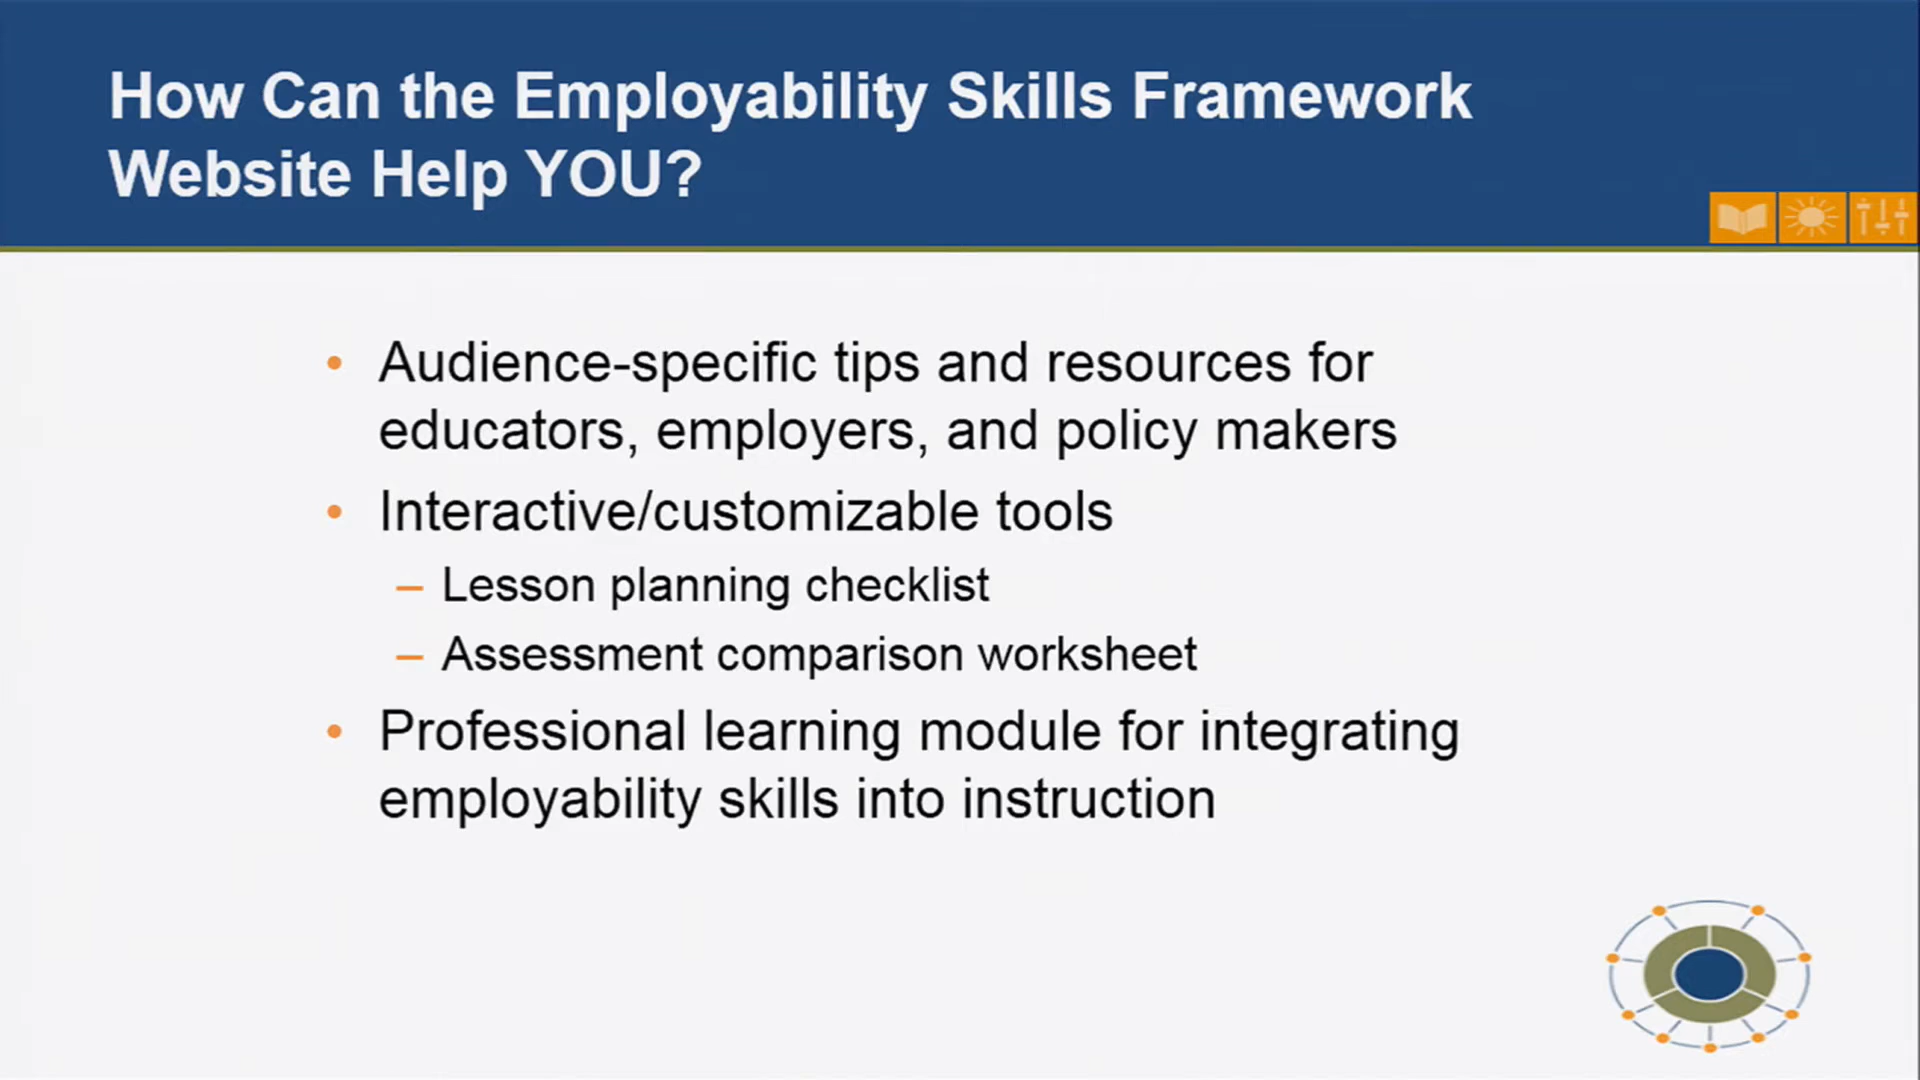 How Can the Employability Skills Framework
Website Help YOU?
• Audience-specific tips and resources for
educators, employers, and policy makers
• Interactive/customizable tools
– Lesson planning checklist
– Assessment comparison worksheet
• Professional learning module for integrating
employability skills into instruction